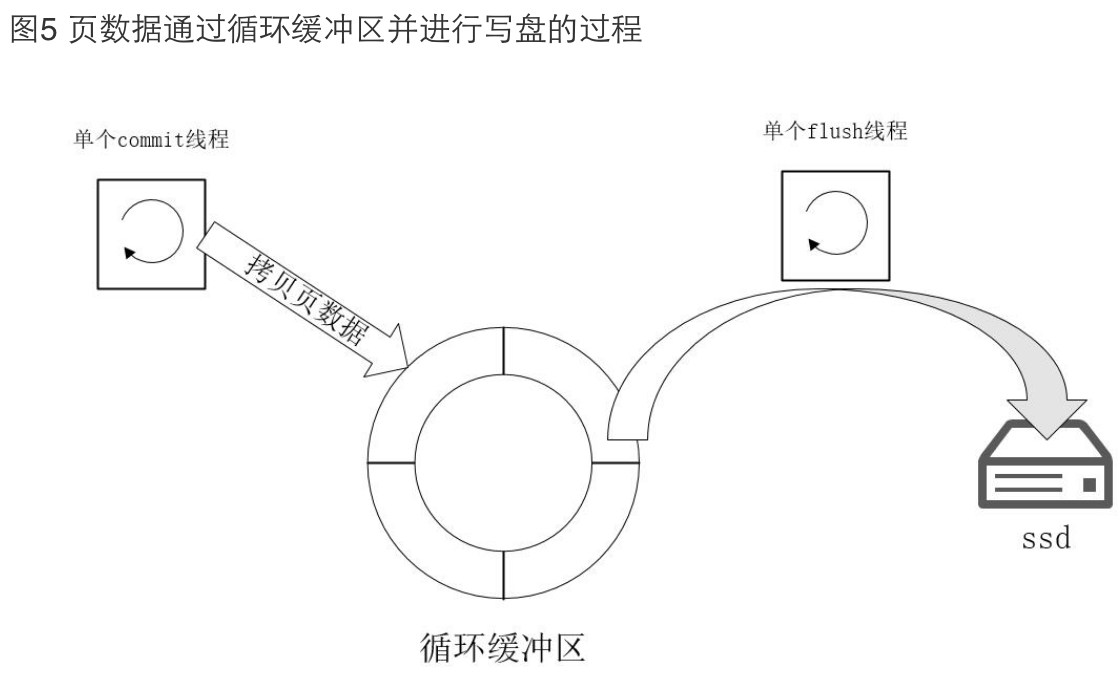 图5 页数据通过循环缓冲区并进行写盘的过程
单个commit线程
单个flush线程
拷贝页数据
ssd
循环缓冲区